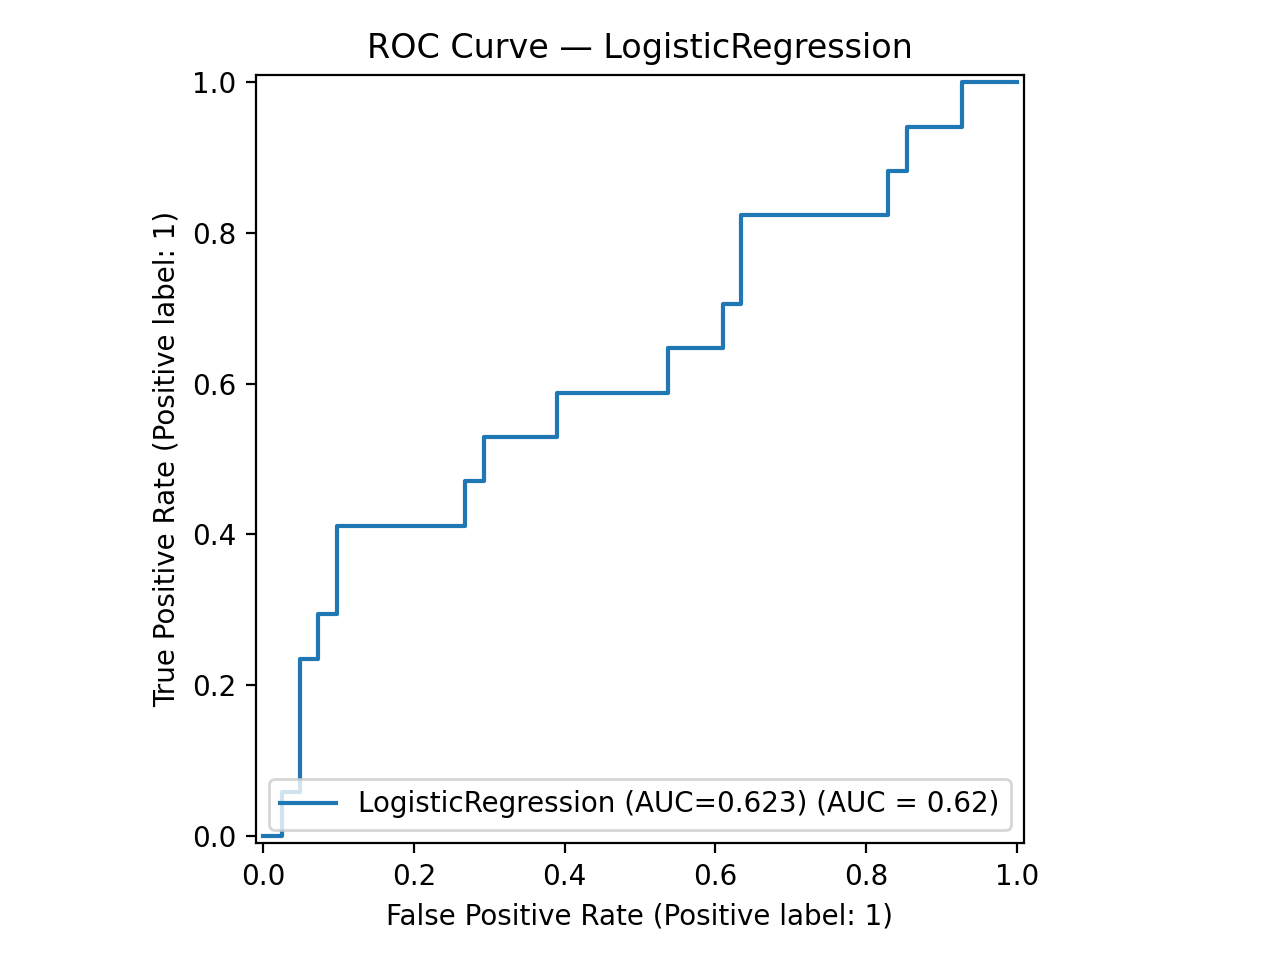 ROC Curve — LogisticRegression
True Positive Rate (Positive label: 1)
1.0
0.8
0.6
0.4
0.2
0.0
LogisticRegression (AUC=0.623) (AUC = 0.62)
0.0 0.2 0.4 0.6 0.8 1.0
False Positive Rate (Positive label: 1)